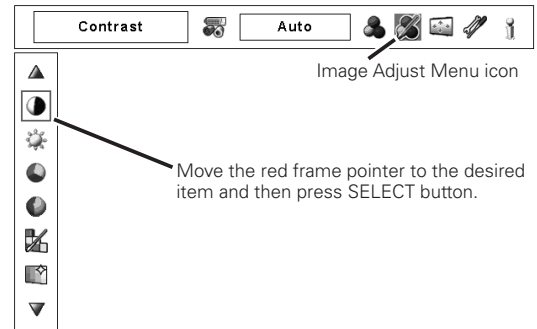 Contrast
Auto
Image Adjust Menu icon
Move the red frame pointer to the desired
item and then press SELECT button.